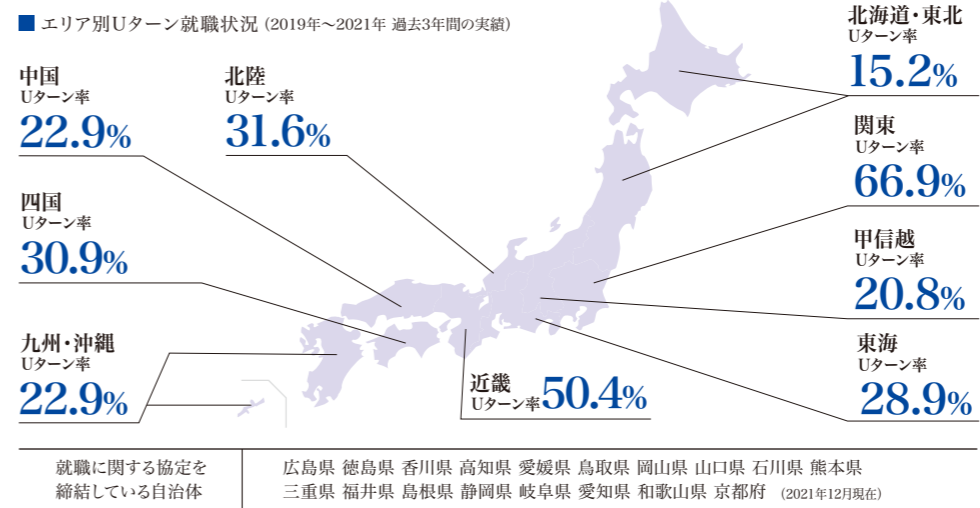 ■ エリア別Uターン就職状況 (2019年～2021年 過去3年間の実績)
中国
Uターン率
22.9%
北陸
Uターン率
31.6%
北海道・東北
Uターン率
15.2%
関東
Uターン率
66.9%
四国
Uターン率
30.9%
甲信越
Uターン率
20.8%
九州・沖縄
Uターン率
22.9%
近畿
Uターン率 50.4%
東海
Uターン率
28.9%
就職に関する協定を
締結している自治体
広島県 徳島県 香川県 高知県 愛媛県 鳥取県 岡山県 山口県 石川県 熊本県
三重県 福井県 島根県 静岡県 岐阜県 愛知県 和歌山県 京都府 (2021年12月現在)